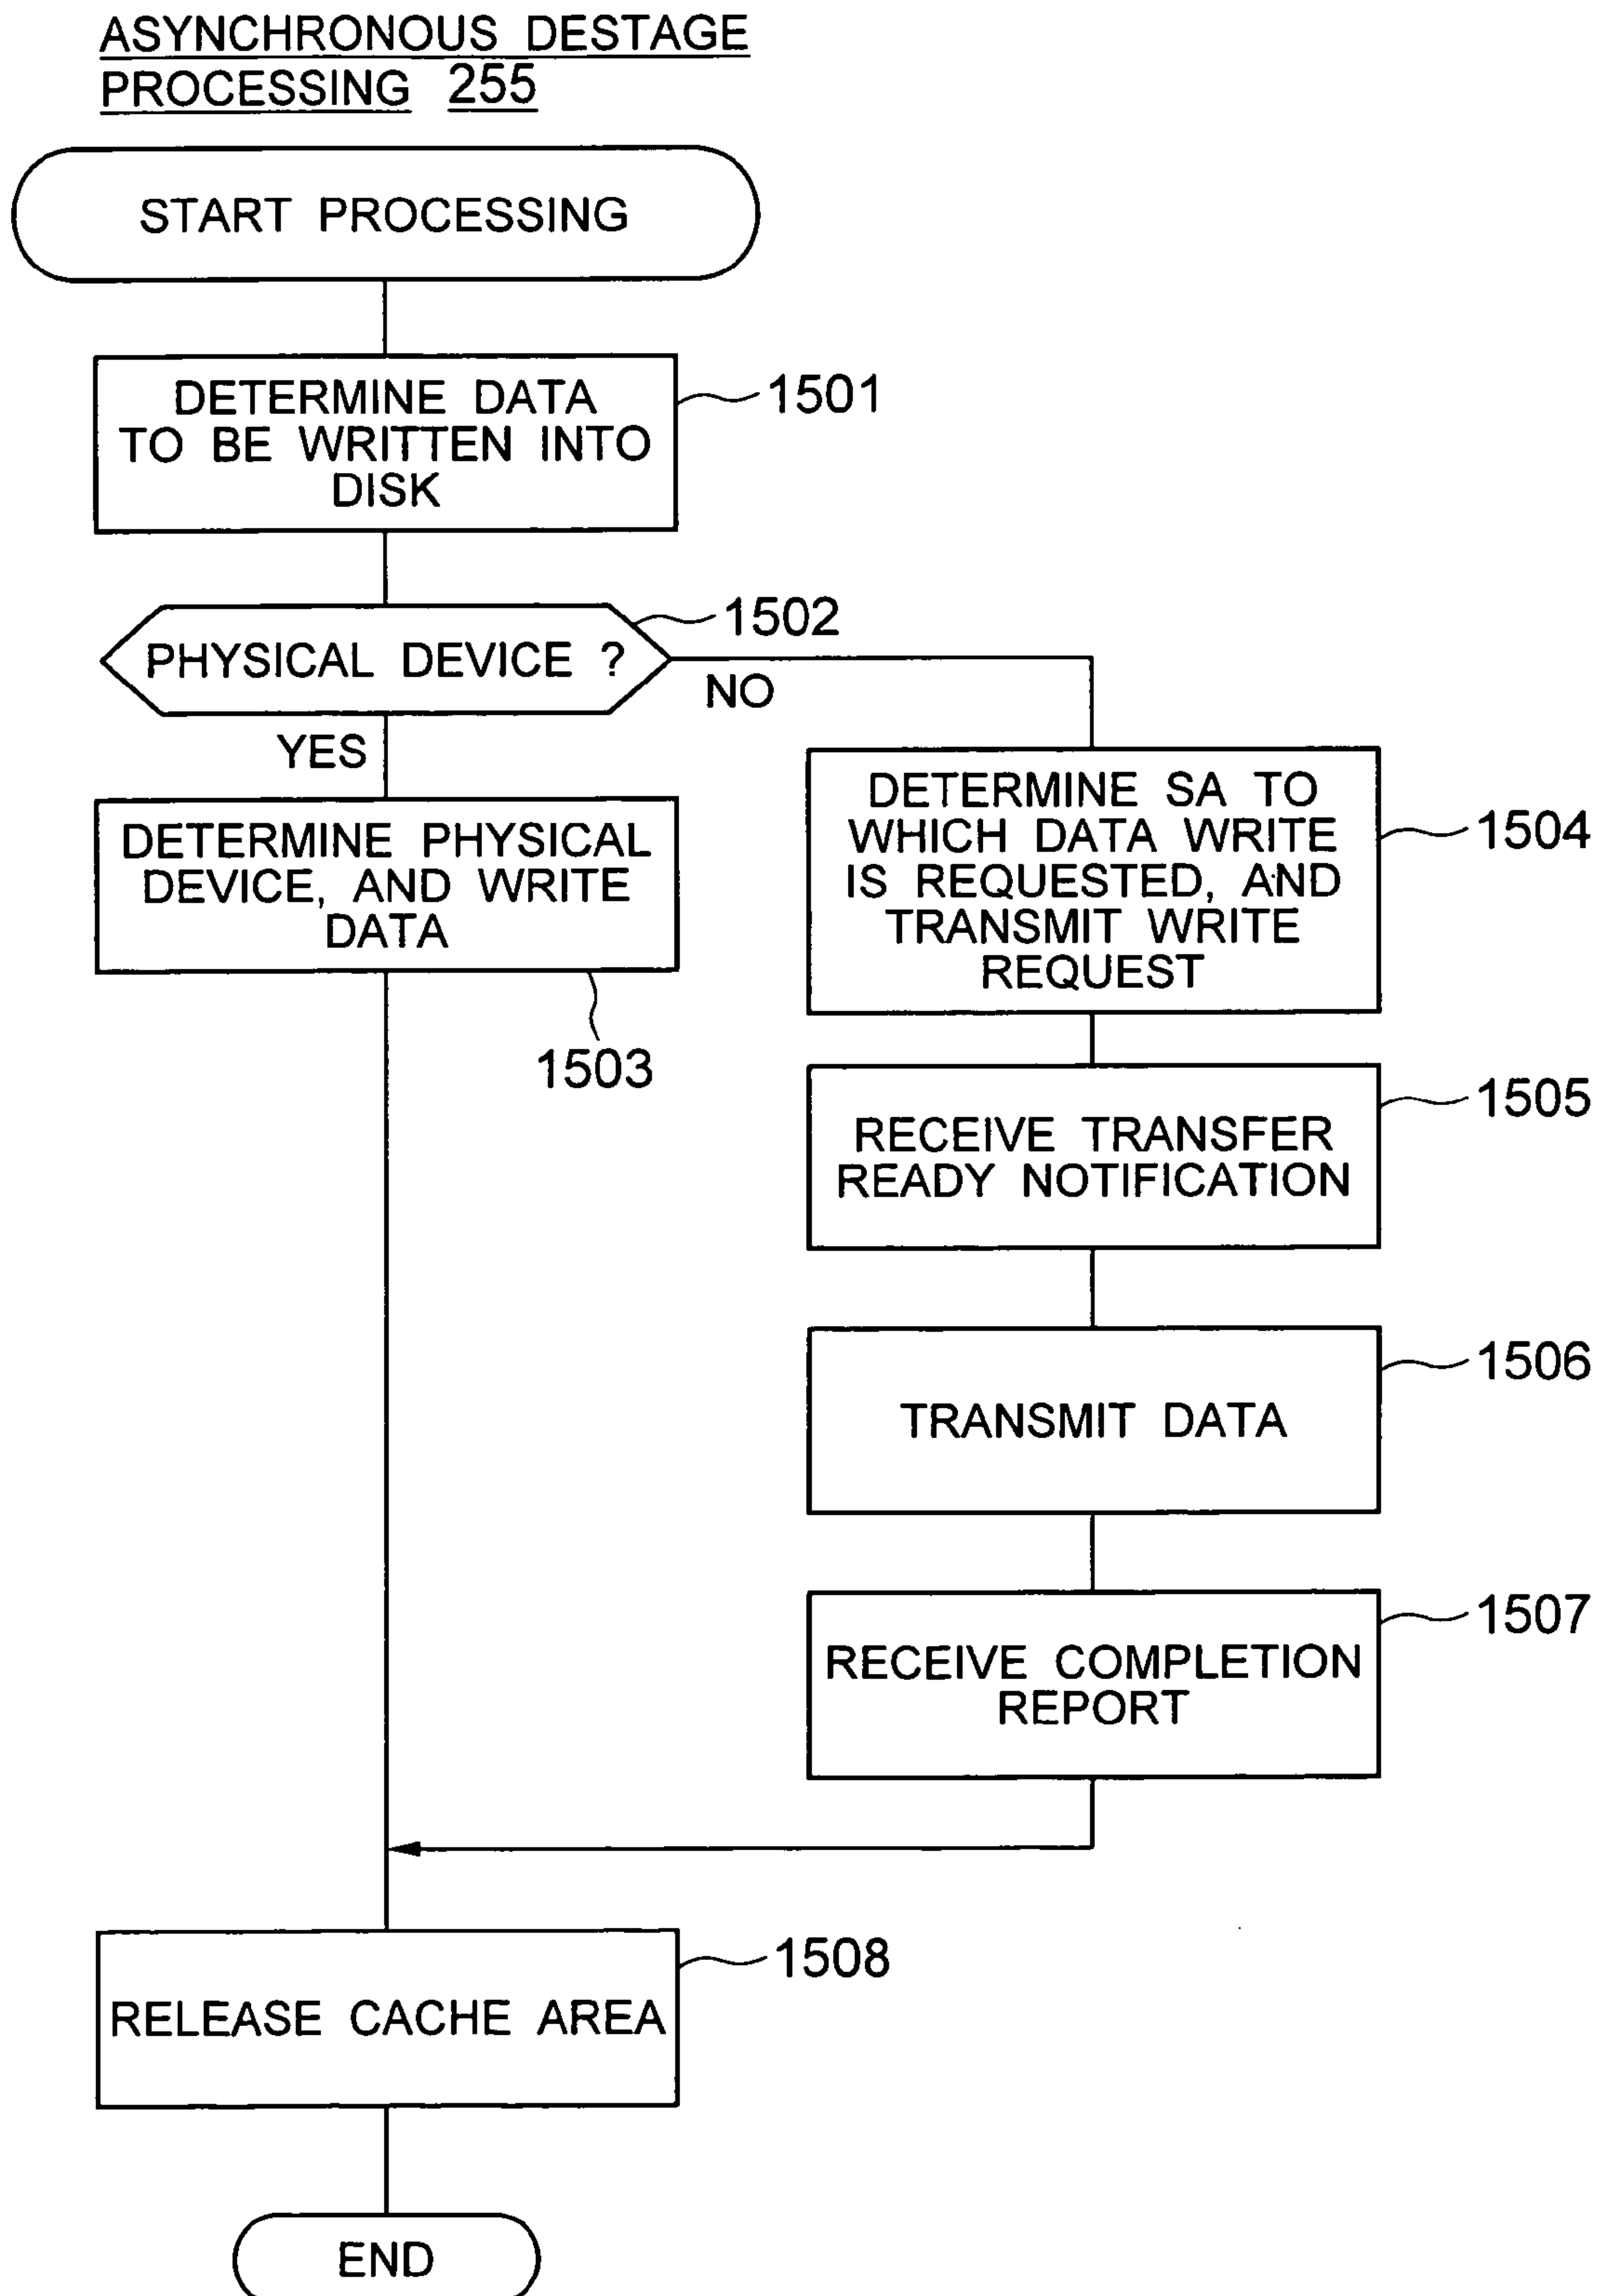 ASYNCHRONOUS DESTAGE
PROCESSING 255
START PROCESSING
DETERMINE DATA
TO BE WRITTEN INTO
DISK
1501
PHYSICAL DEVICE ?
1502
NO
YES
DETERMINE PHYSICAL
DEVICE, AND WRITE
DATA
1503
DETERMINE SA TO
WHICH DATA WRITE
IS REQUESTED, AND
TRANSMIT WRITE
REQUEST
1504
RECEIVE TRANSFER
READY NOTIFICATION
1505
TRANSMIT DATA
1506
RECEIVE COMPLETION
REPORT
1507
RELEASE CACHE AREA
1508
END